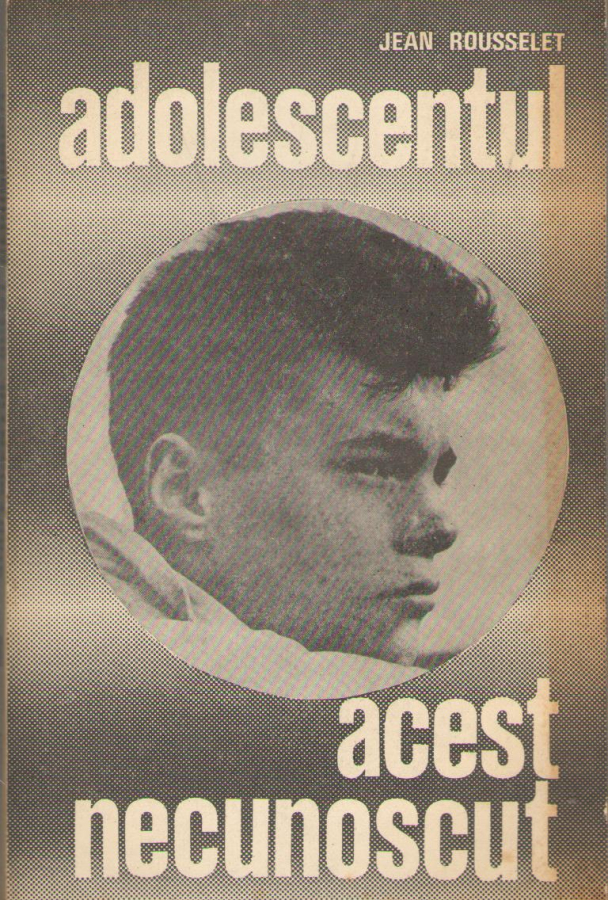 JEAN ROUSSELET
adolescentul
acest
necunoscut